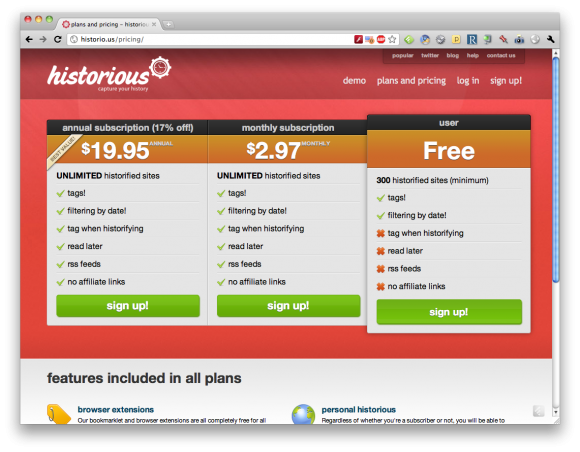 plans and pricing – historio
historio.us/pricing/
popular twitter blog help contact us
historious
capture your history
demo plans and pricing log in sign up!
annual subscription (17% off!)
BEST VALUE
$19.95 ANNUAL
UNLIMITED historified sites
tags!
filtering by date!
tag when historifying
read later
rss feeds
no affiliate links
sign up!
monthly subscription
$2.97 MONTHLY
UNLIMITED historified sites
tags!
filtering by date!
tag when historifying
read later
rss feeds
no affiliate links
sign up!
user
Free
300 historified sites (minimum)
tags!
filtering by date!
tag when historifying
read later
rss feeds
no affiliate links
sign up!
features included in all plans
browser extensions
Our bookmarklet and browser extensions are all completely free for all
personal historious
Regardless of whether you're a subscriber or not, you will be able to